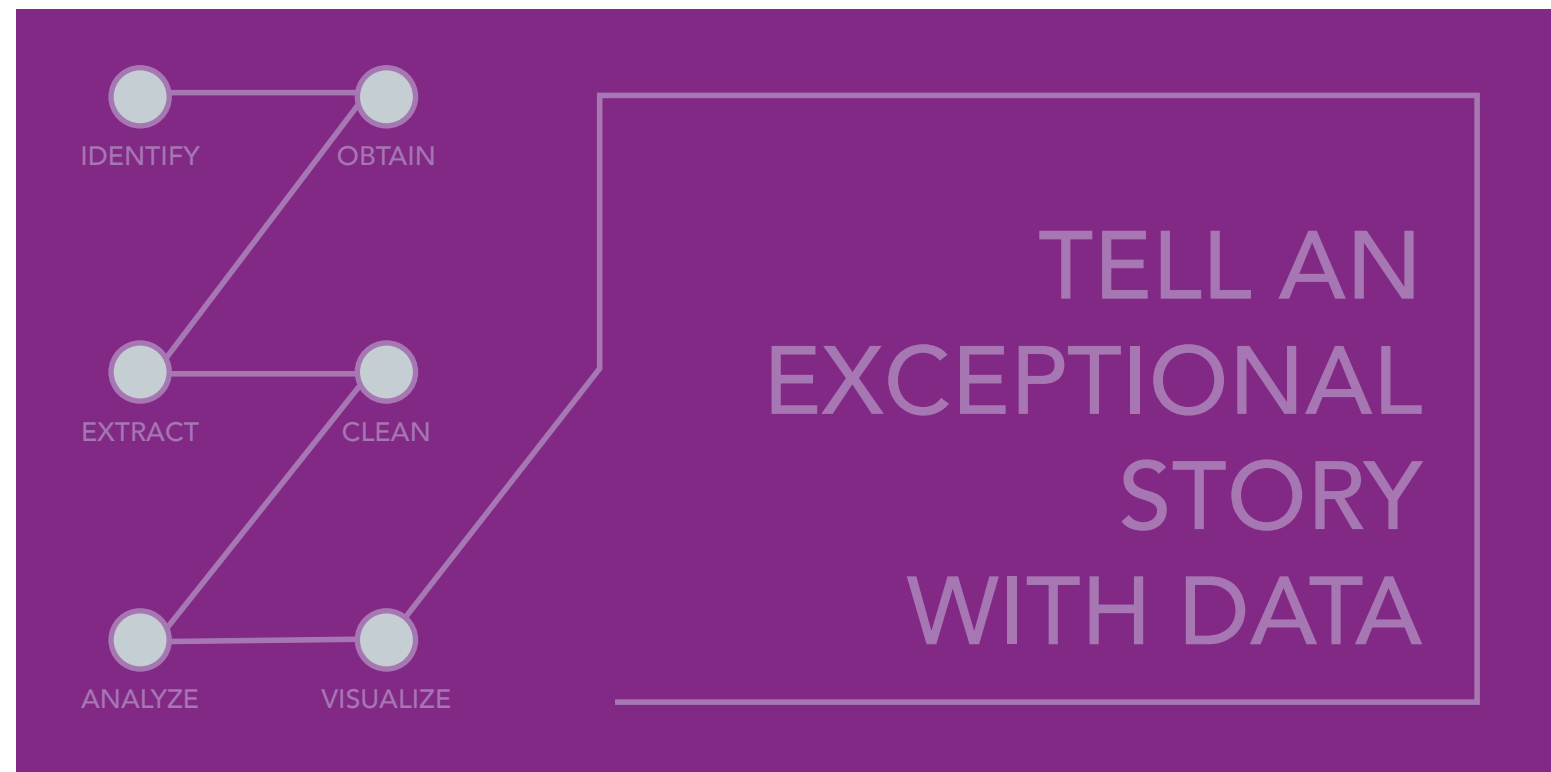 IDENTIFY
OBTAIN
EXTRACT
CLEAN
ANALYZE
VISUALIZE
TELL AN
EXCEPTIONAL
STORY
WITH DATA